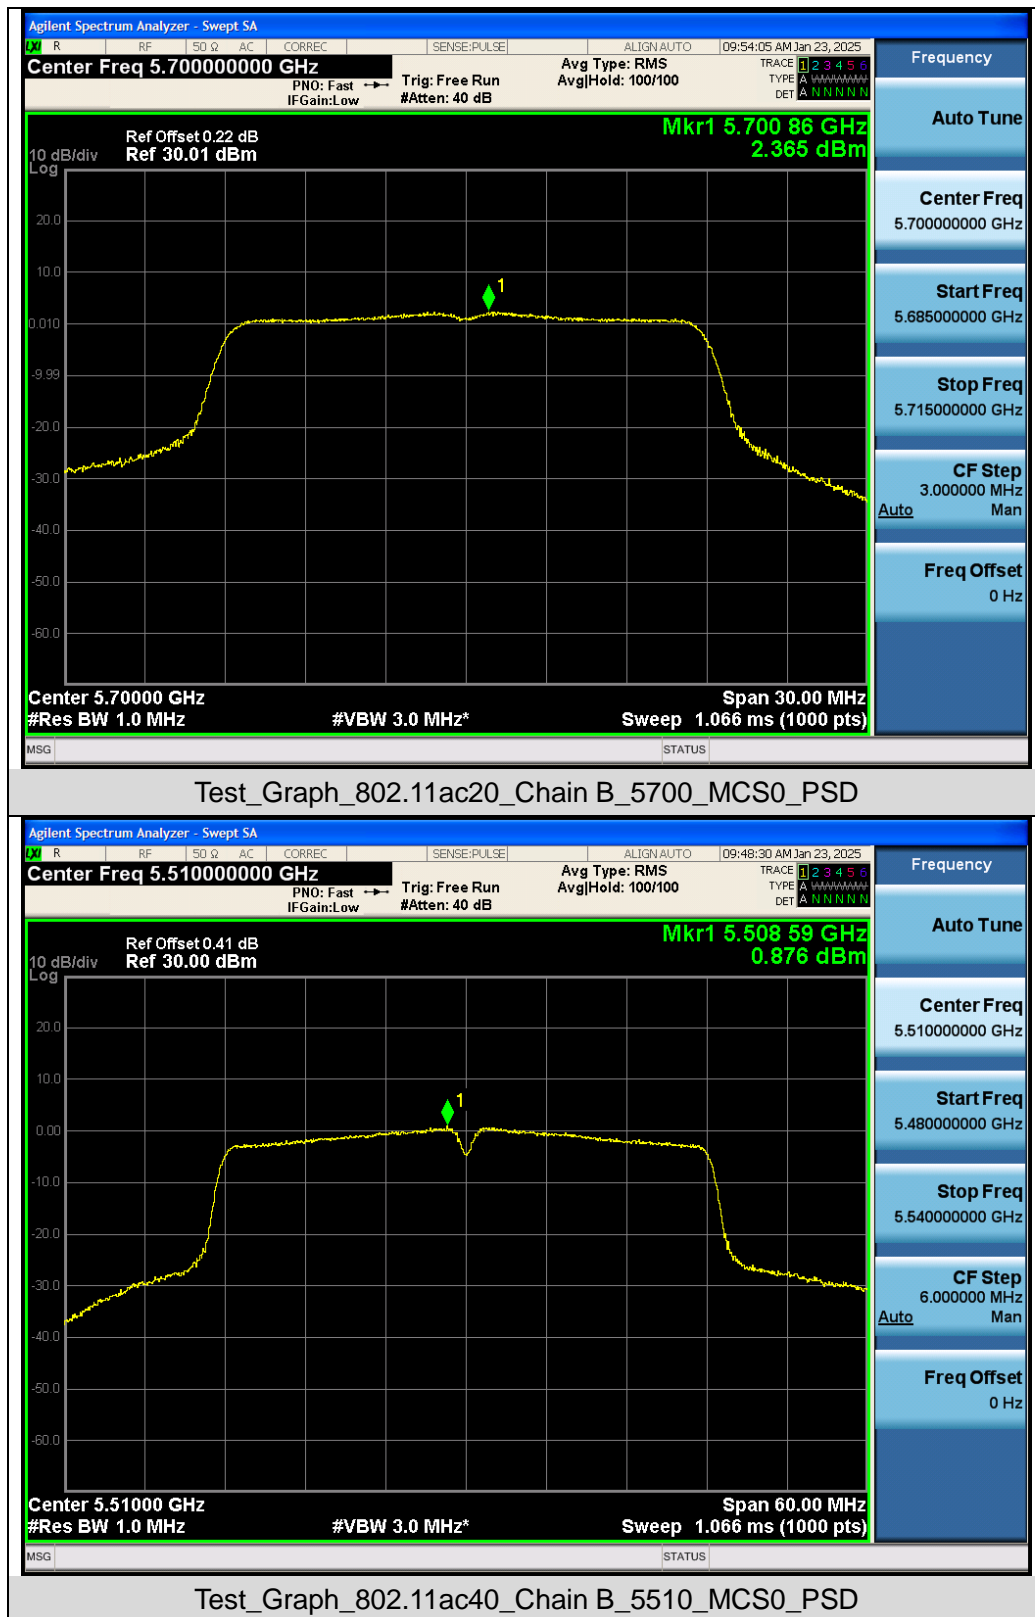 Agilent Spectrum Analyzer - Swept SA
LXI R RF 50 Ω AC CORREC SENSE:PULSE ALIGN AUTO 09:54:05 AM Jan 23, 2025
Center Freq 5.700000000 GHz
PNO: Fast
IFGain:Low
Trig: Free Run
#Atten: 40 dB
Avg Type: RMS
Avg|Hold: 100/100
TRACE 1 2 3 4 5 6
TYPE A WWWWW
DET A N N N N N
Frequency
Auto Tune
Center Freq
5.700000000 GHz
Start Freq
5.685000000 GHz
Stop Freq
5.715000000 GHz
CF Step
3.000000 MHz
Auto Man
Freq Offset
0 Hz
Mkr1 5.700 86 GHz
2.365 dBm
Ref Offset 0.22 dB
10 dB/div Ref 30.01 dBm
Log
20.0
10.0
1
0.010
-9.99
-20.0
-30.0
-40.0
-50.0
-60.0
Center 5.70000 GHz Span 30.00 MHz
#Res BW 1.0 MHz #VBW 3.0 MHz* Sweep 1.066 ms (1000 pts)
MSG STATUS
Test_Graph_802.11ac20_Chain B_5700_MCS0_PSD
Agilent Spectrum Analyzer - Swept SA
LXI R RF 50 Ω AC CORREC SENSE:PULSE ALIGN AUTO 09:48:30 AM Jan 23, 2025
Center Freq 5.510000000 GHz
PNO: Fast
IFGain:Low
Trig: Free Run
#Atten: 40 dB
Avg Type: RMS
Avg|Hold: 100/100
TRACE 1 2 3 4 5 6
TYPE A WWWWW
DET A N N N N N
Frequency
Auto Tune
Center Freq
5.510000000 GHz
Start Freq
5.480000000 GHz
Stop Freq
5.540000000 GHz
CF Step
6.000000 MHz
Auto Man
Freq Offset
0 Hz
Mkr1 5.508 59 GHz
0.876 dBm
Ref Offset 0.41 dB
10 dB/div Ref 30.00 dBm
Log
20.0
10.0
1
0.00
-10.0
-20.0
-30.0
-40.0
-50.0
-60.0
Center 5.51000 GHz Span 60.00 MHz
#Res BW 1.0 MHz #VBW 3.0 MHz* Sweep 1.066 ms (1000 pts)
MSG STATUS
Test_Graph_802.11ac40_Chain B_5510_MCS0_PSD